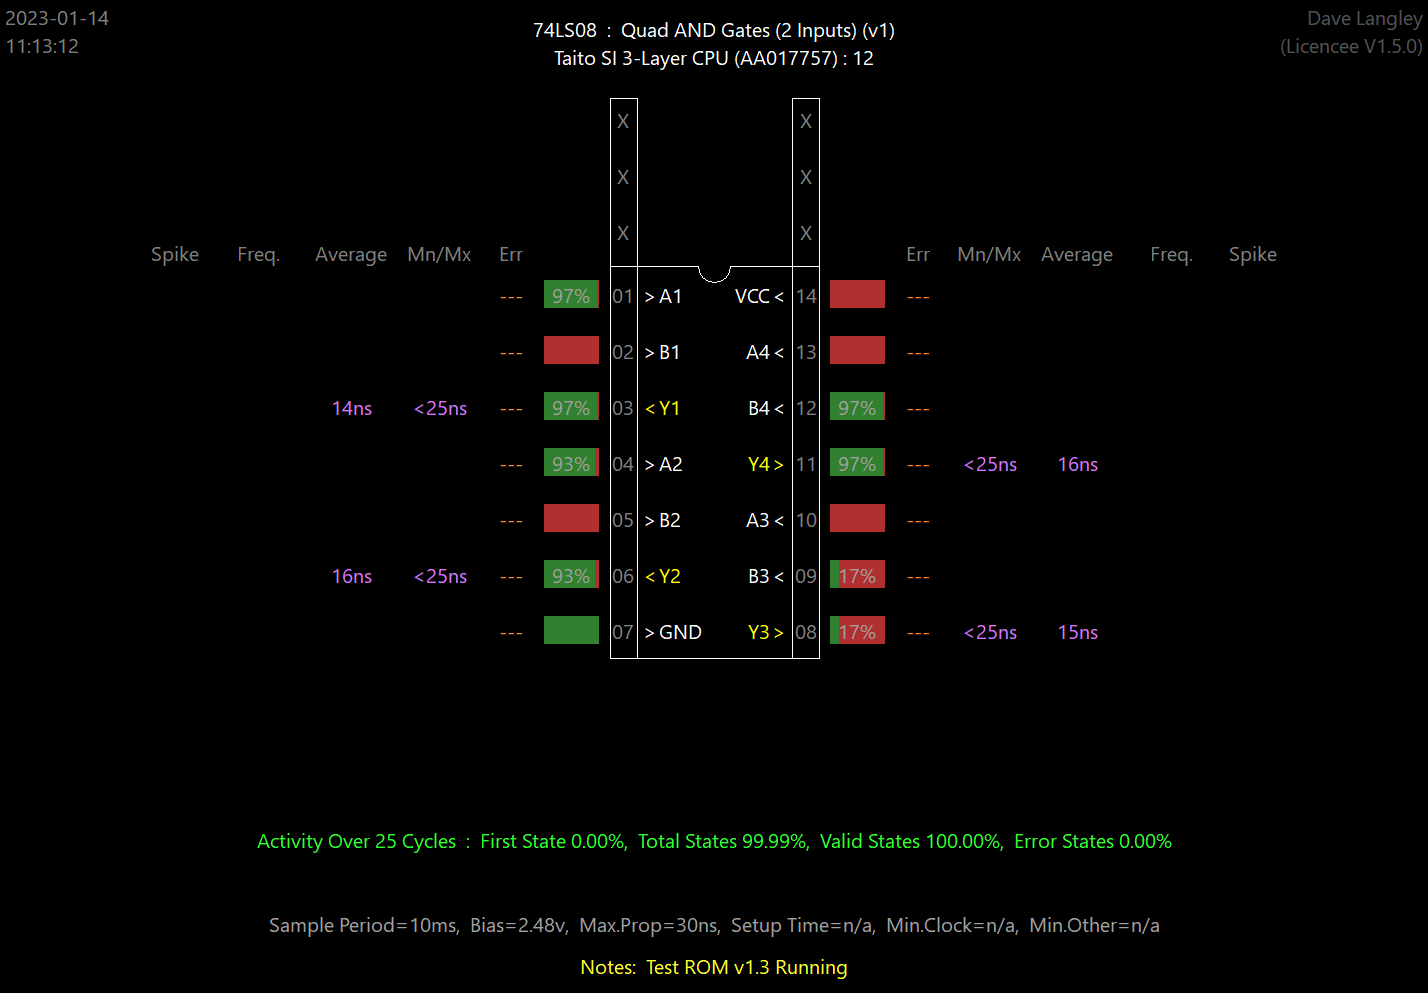 2023-01-14
11:13:12
74LS08 : Quad AND Gates (2 Inputs) (v1)
Taito SI 3-Layer CPU (AA017757) : 12
Dave Langley
(Licencee V1.5.0)
X X
X X
X X
Spike Freq. Average Mn/Mx Err Err Mn/Mx Average Freq. Spike
--- 97% 01 > A1 VCC < 14 ---
--- 02 > B1 A4 < 13 ---
14ns <25ns --- 97% 03 < Y1 B4 < 12 97% ---
--- 93% 04 > A2 Y4 > 11 97% --- <25ns 16ns
--- 05 > B2 A3 < 10 ---
16ns <25ns --- 93% 06 < Y2 B3 < 09 17% ---
--- 07 > GND Y3 > 08 17% --- <25ns 15ns
Activity Over 25 Cycles : First State 0.00%, Total States 99.99%, Valid States 100.00%, Error States 0.00%
Sample Period=10ms, Bias=2.48v, Max.Prop=30ns, Setup Time=n/a, Min.Clock=n/a, Min.Other=n/a
Notes: Test ROM v1.3 Running